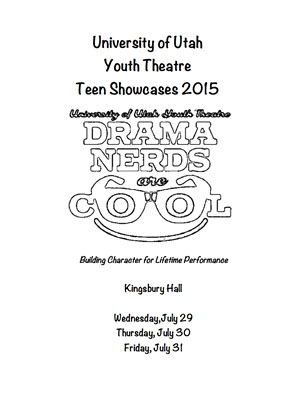 University of Utah
Youth Theatre
Teen Showcases 2015
University of Utah Youth Theatre
DRAMA
NERDS
are
COOL
Building Character for Lifetime Performance
Kingsbury Hall
Wednesday,July 29
Thursday, July 30
Friday, July 31